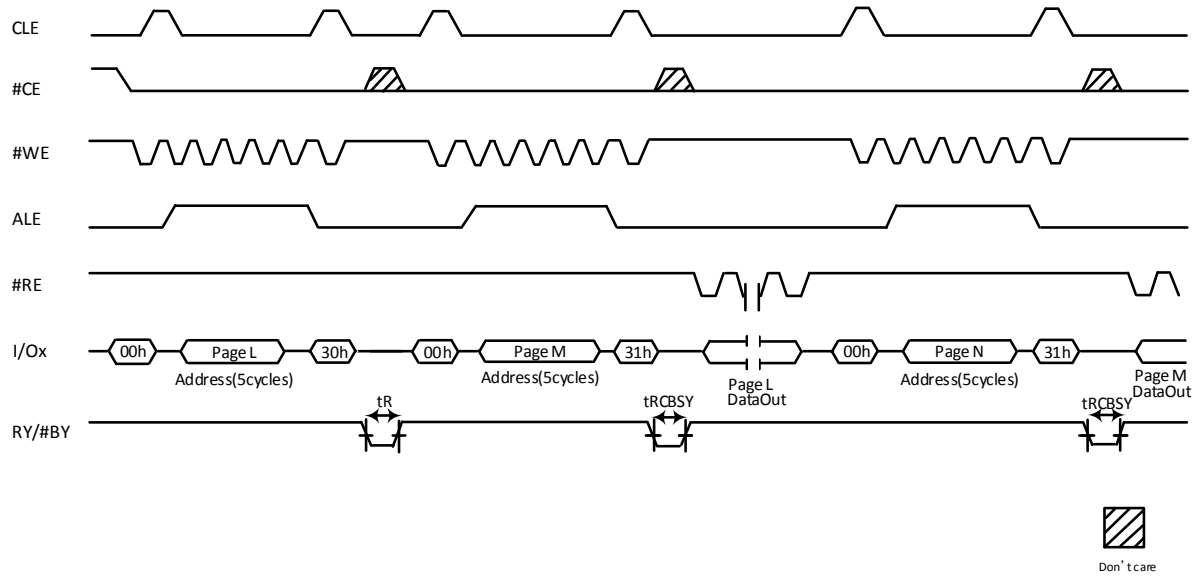 CLE
#CE
#WE
ALE
#RE
I/Ox 00h Page L 30h 00h Page M 31h 00h Page N 31h
Address(5cycles) Address(5cycles) Page L DataOut Address(5cycles) Page M DataOut
tR tRCBSY tRCBSY
RY/#BY
Don't care